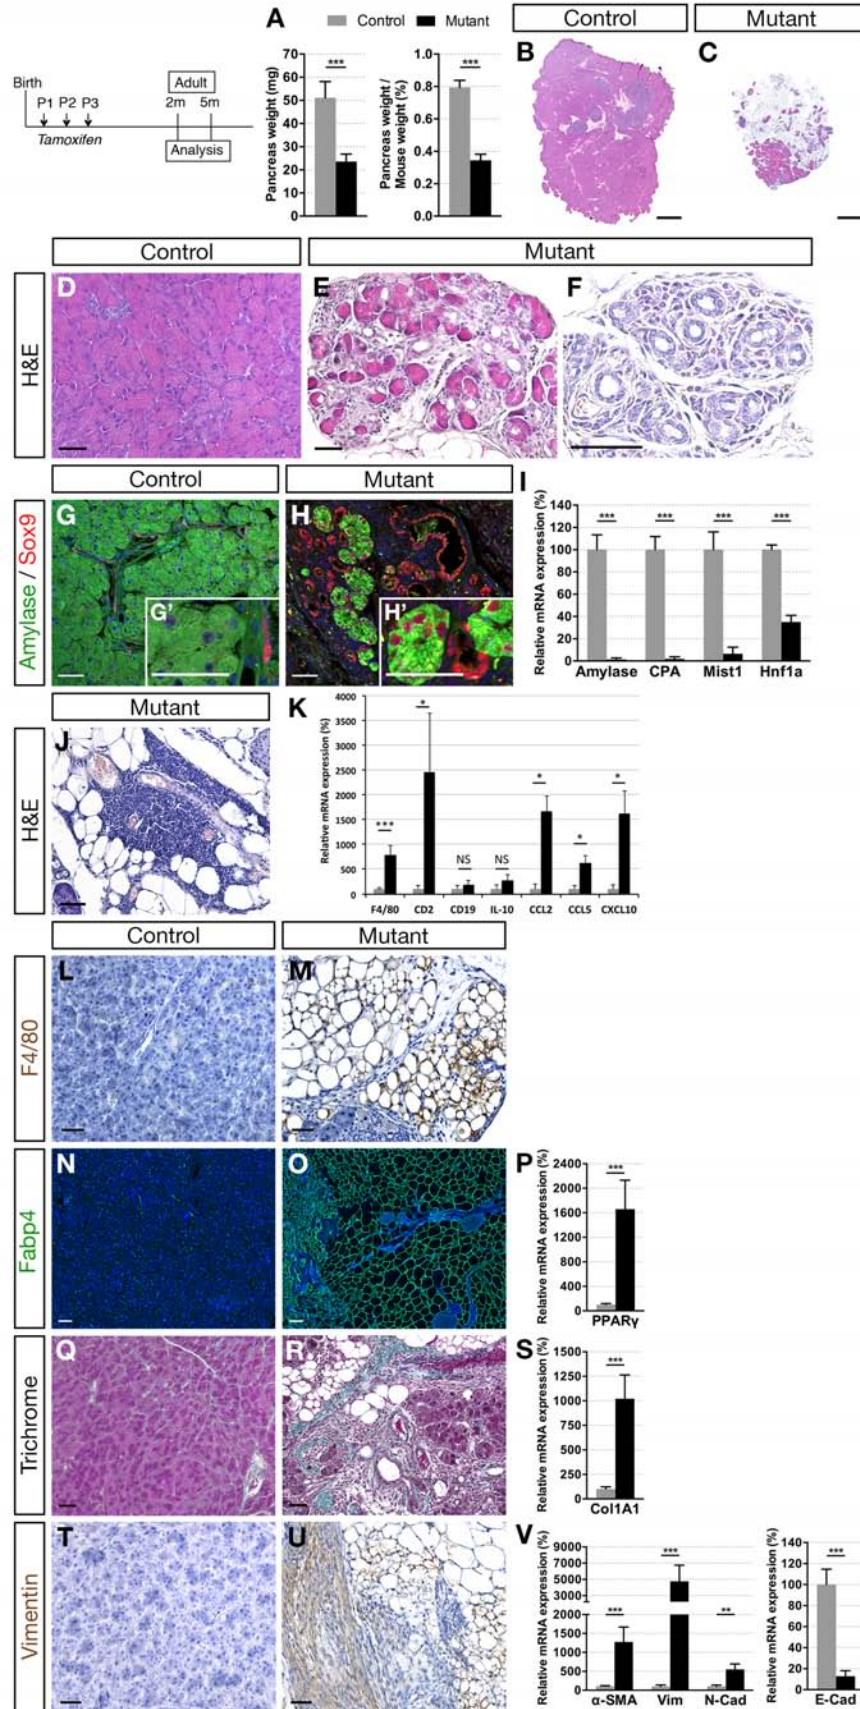 A
Control
Mutant
Control
Mutant
Birth
P1 P2 P3
Tamoxifen
Adult
2m 5m
Analysis
Pancreas weight (mg)
70
60
50
40
30
20
10
0
***
Pancreas weight /
Mouse weight (%)
1.0
0.8
0.6
0.4
0.2
0.0
***
B
C
Control
Mutant
H&E
D
E
F
Control
Mutant
Amylase / Sox9
G
G'
H
H'
I
Relative mRNA expression (%)
140
120
100
80
60
40
20
0
*** *** *** ***
Amylase CPA Mist1 Hnf1a
Mutant
H&E
J
K
Relative mRNA expression (%)
4000
3500
3000
2500
2000
1500
1000
500
0
*** * NS NS * * *
F4/80 CD2 CD19 IL-10 CCL2 CCL5 CXCL10
Control
Mutant
F4/80
L
M
Fabp4
N
O
P
Relative mRNA expression (%)
2400
2000
1600
1200
800
400
0
***
PPARγ
Trichrome
Q
R
S
Relative mRNA expression (%)
1500
1250
1000
750
500
250
0
***
Col1A1
Vimentin
T
U
V
Relative mRNA expression (%)
9000
7000
5000
3000
2000
1500
1000
500
0
*** *** **
α-SMA Vim N-Cad
Relative mRNA expression (%)
140
120
100
80
60
40
20
0
***
E-Cad